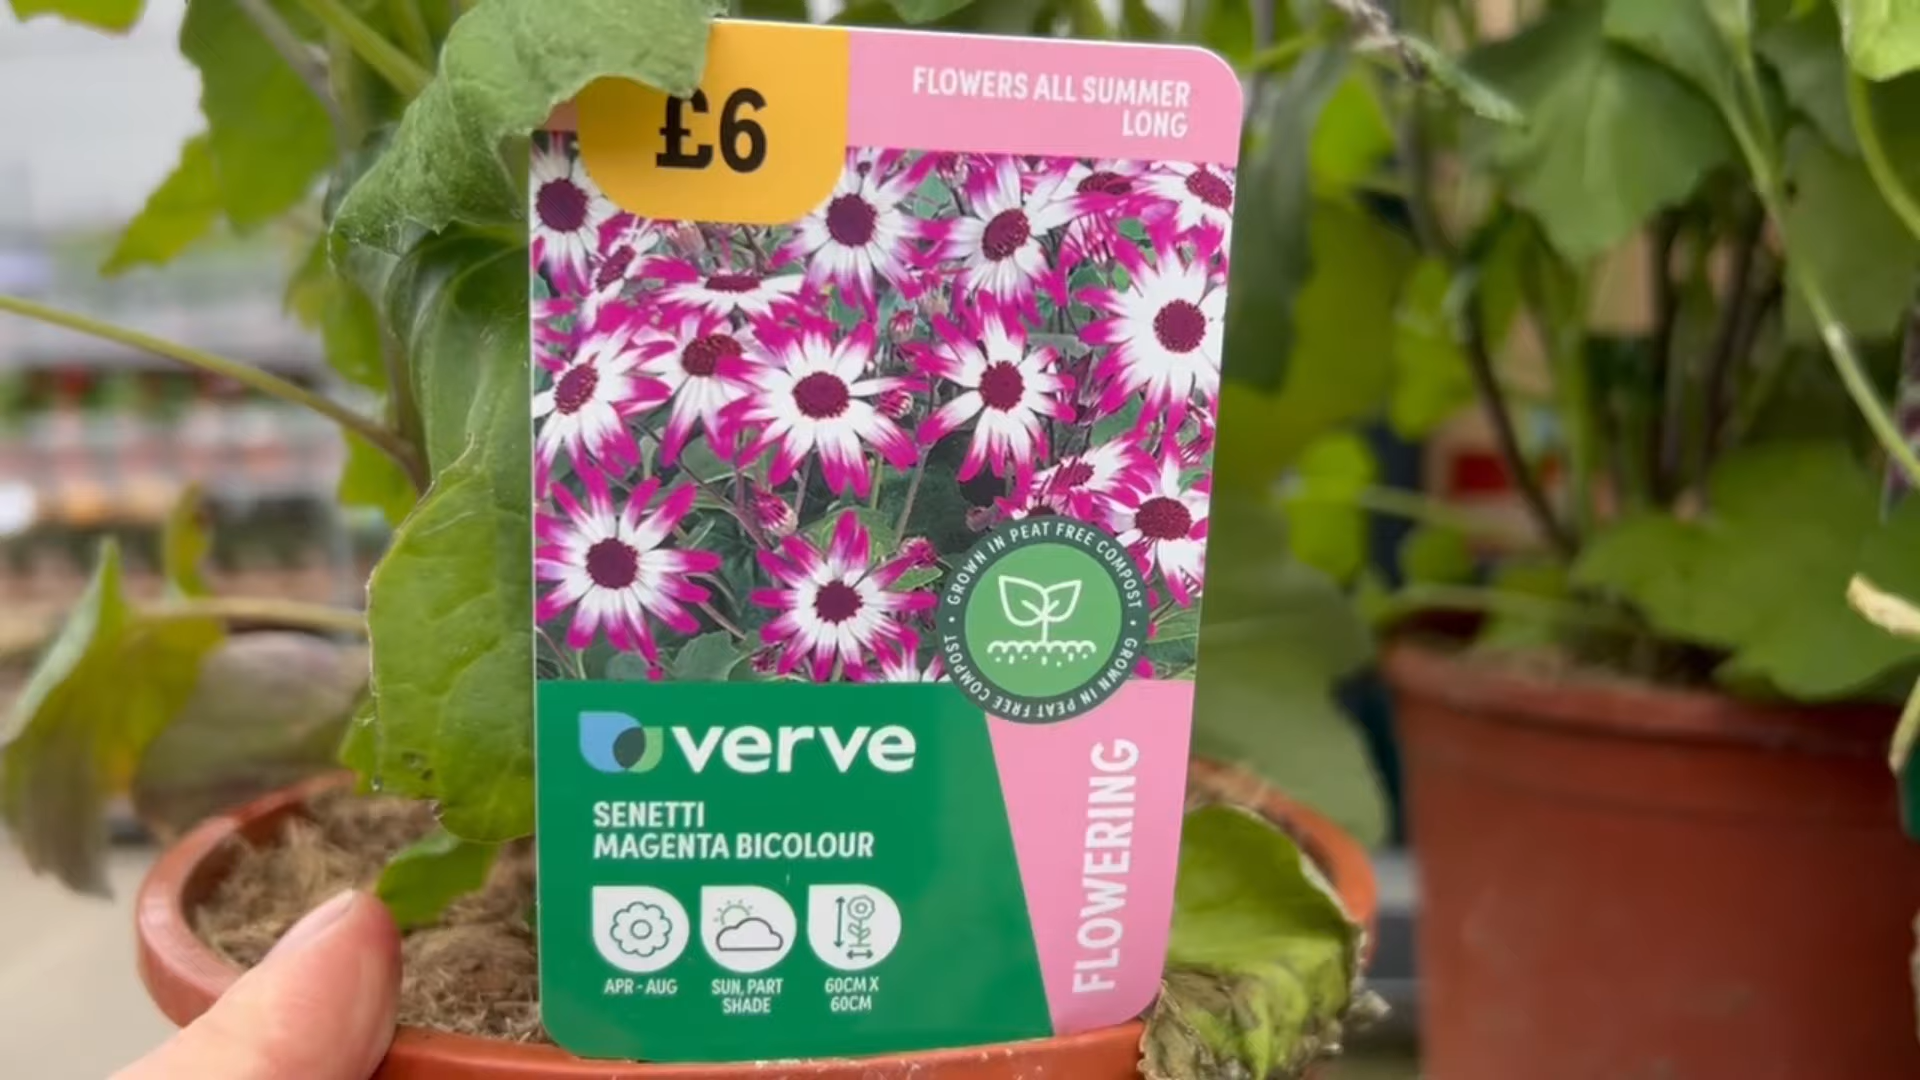 £6
FLOWERS ALL SUMMER
LONG
GROWN IN PEAT FREE COMPOST • GROWN IN PEAT FREE COMPOST •
verve
SENETTI
MAGENTA BICOLOUR
FLOWERING
APR - AUG
SUN, PART
SHADE
60CM X
60CM